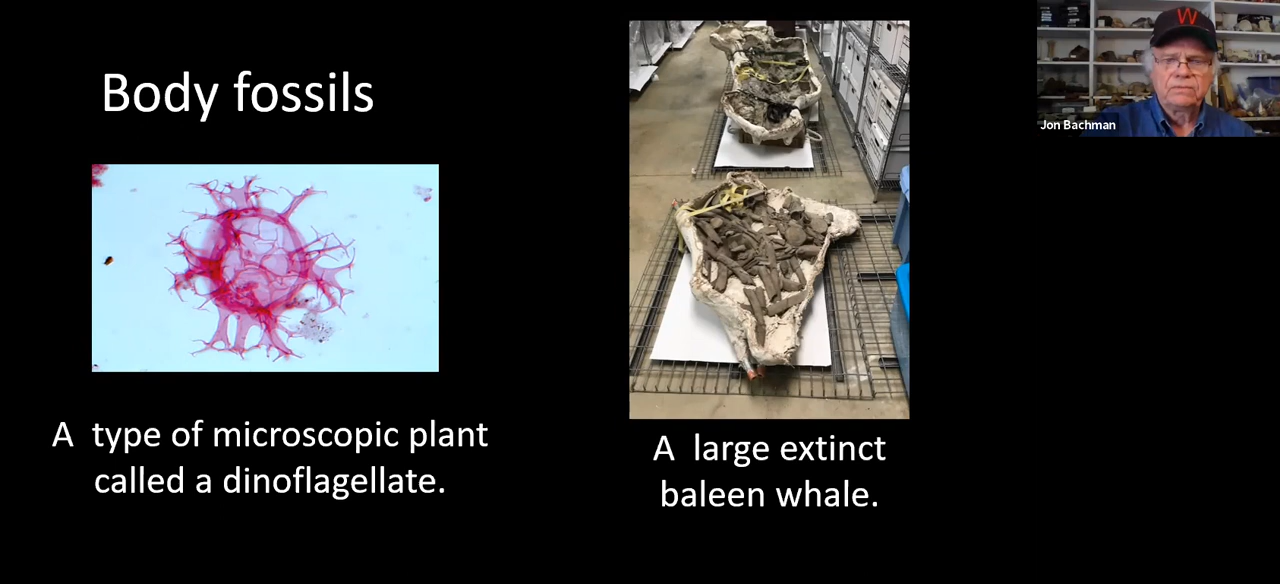 Body fossils
A type of microscopic plant
called a dinoflagellate.
A large extinct
baleen whale.
W
Jon Bachman